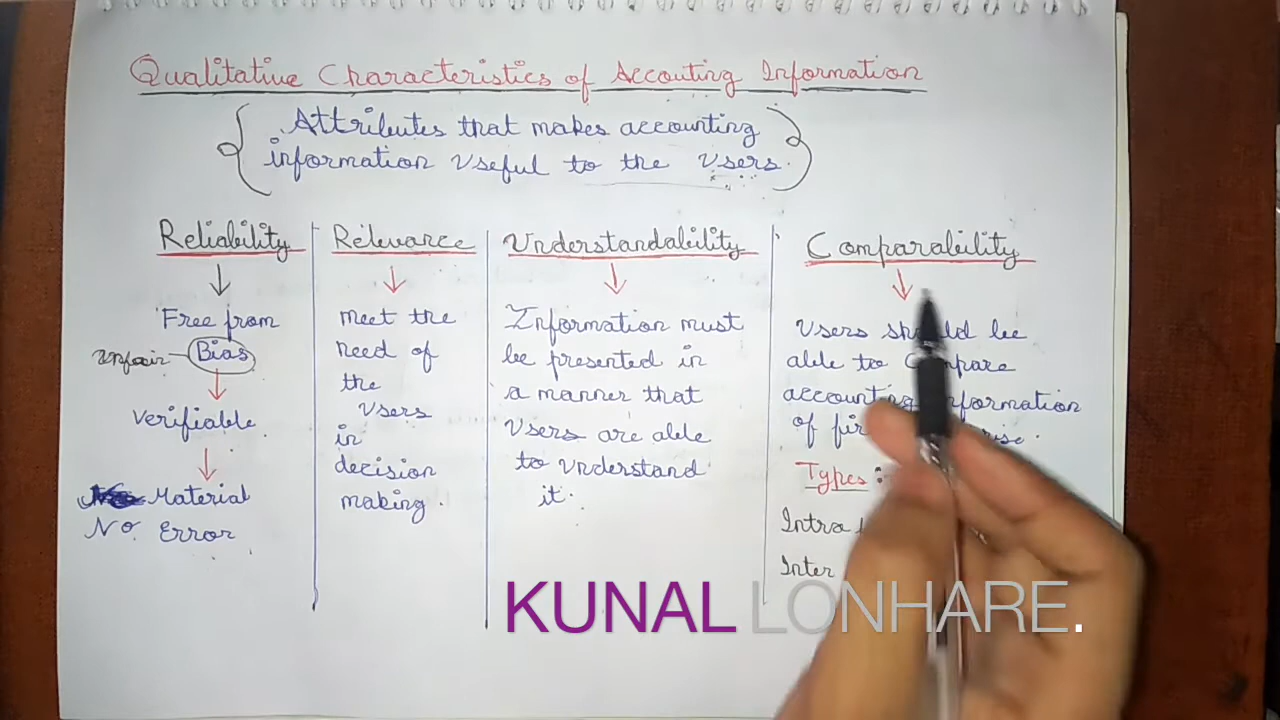 Qualitative Characteristics of Accouting Information
Attributes that makes accounting
information Useful to the Users.
Reliability
Free from
Unfair
Bias
Verifiable
Material
No Error
Relevance
meet the
need of
the
Users
in
decision
making.
Understandability
Information must
be presented in
a manner that
Users are able
to Understand
it.
Comparability
Users should be
able to Compare
accounting information
of
Types :
Intra
Inter
KUNAL LONHARE.